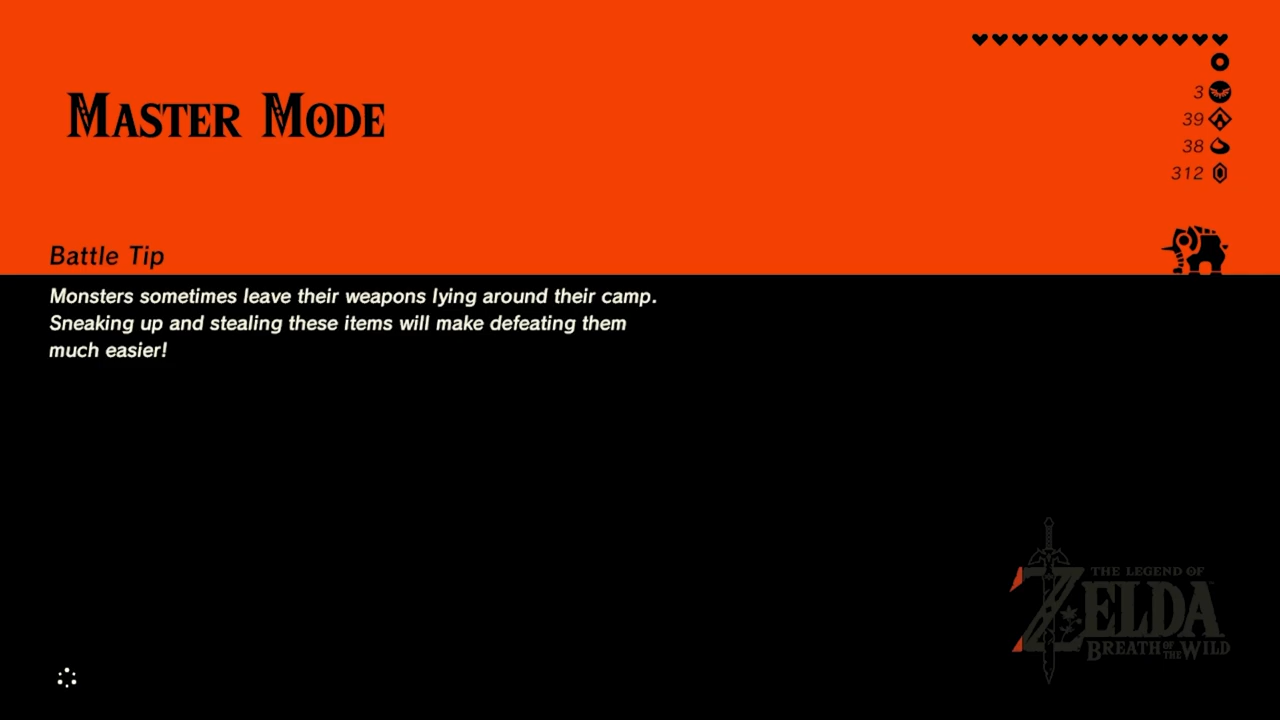 Master Mode
3
39
38
312
Battle Tip
Monsters sometimes leave their weapons lying around their camp.
Sneaking up and stealing these items will make defeating them
much easier!
THE LEGEND OF
ZELDA
BREATH OF THE WILD